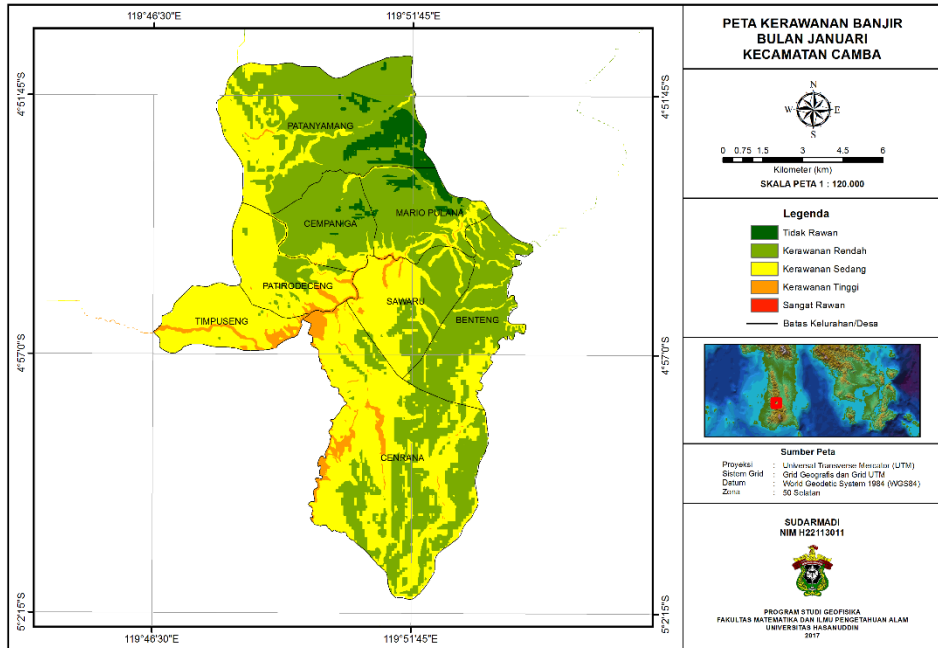 119°46'30"E
119°51'45"E
4°51'45"S
4°51'45"S
PATANYAMANG
MARIO PULANA
CEMPANIGA
PATIRODECENG
SAWARU
TIMPUSENG
BENTENG
4°57'0"S
4°57'0"S
CENRANA
5°2'15"S
5°2'15"S
119°46'30"E
119°51'45"E
PETA KERAWANAN BANJIR
BULAN JANUARI
KECAMATAN CAMBA
N
W E
S
0 0.75 1.5 3 4.5 6
Kilometer (km)
SKALA PETA 1 : 120.000
Legenda
Tidak Rawan
Kerawanan Rendah
Kerawanan Sedang
Kerawanan Tinggi
Sangat Rawan
Batas Kelurahan/Desa
Sumber Peta
Proyeksi : Universal Transverse Mercator (UTM)
Sistem Grid : Grid Geografis dan Grid UTM
Datum : World Geodetic System 1984 (WGS84)
Zona : 50 Selatan
SUDARMADI
NIM H22113011
PROGRAM STUDI GEOFISIKA
FAKULTAS MATEMATIKA DAN ILMU PENGETAHUAN ALAM
UNIVERSITAS HASANUDDIN
2017